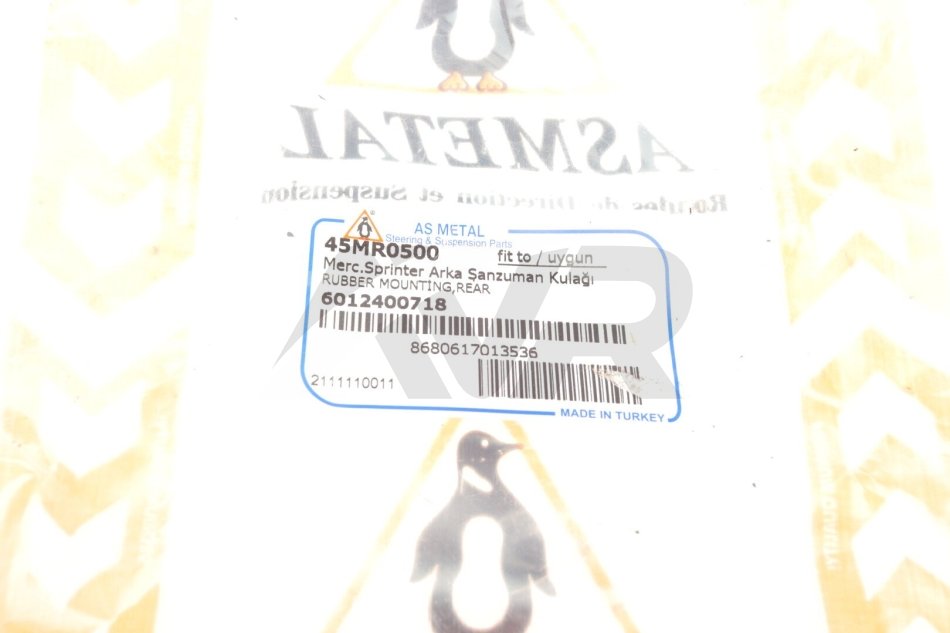 ASMETAL
Rotules de Direction et Suspension
AS METAL
Steering & Suspension Parts
45MR0500 fit to / uygun
Merc.Sprinter Arka Şanzuman Kulağı
RUBBER MOUNTING,REAR
6012400718
8680617013536
2111110011
MADE IN TURKEY
AVR